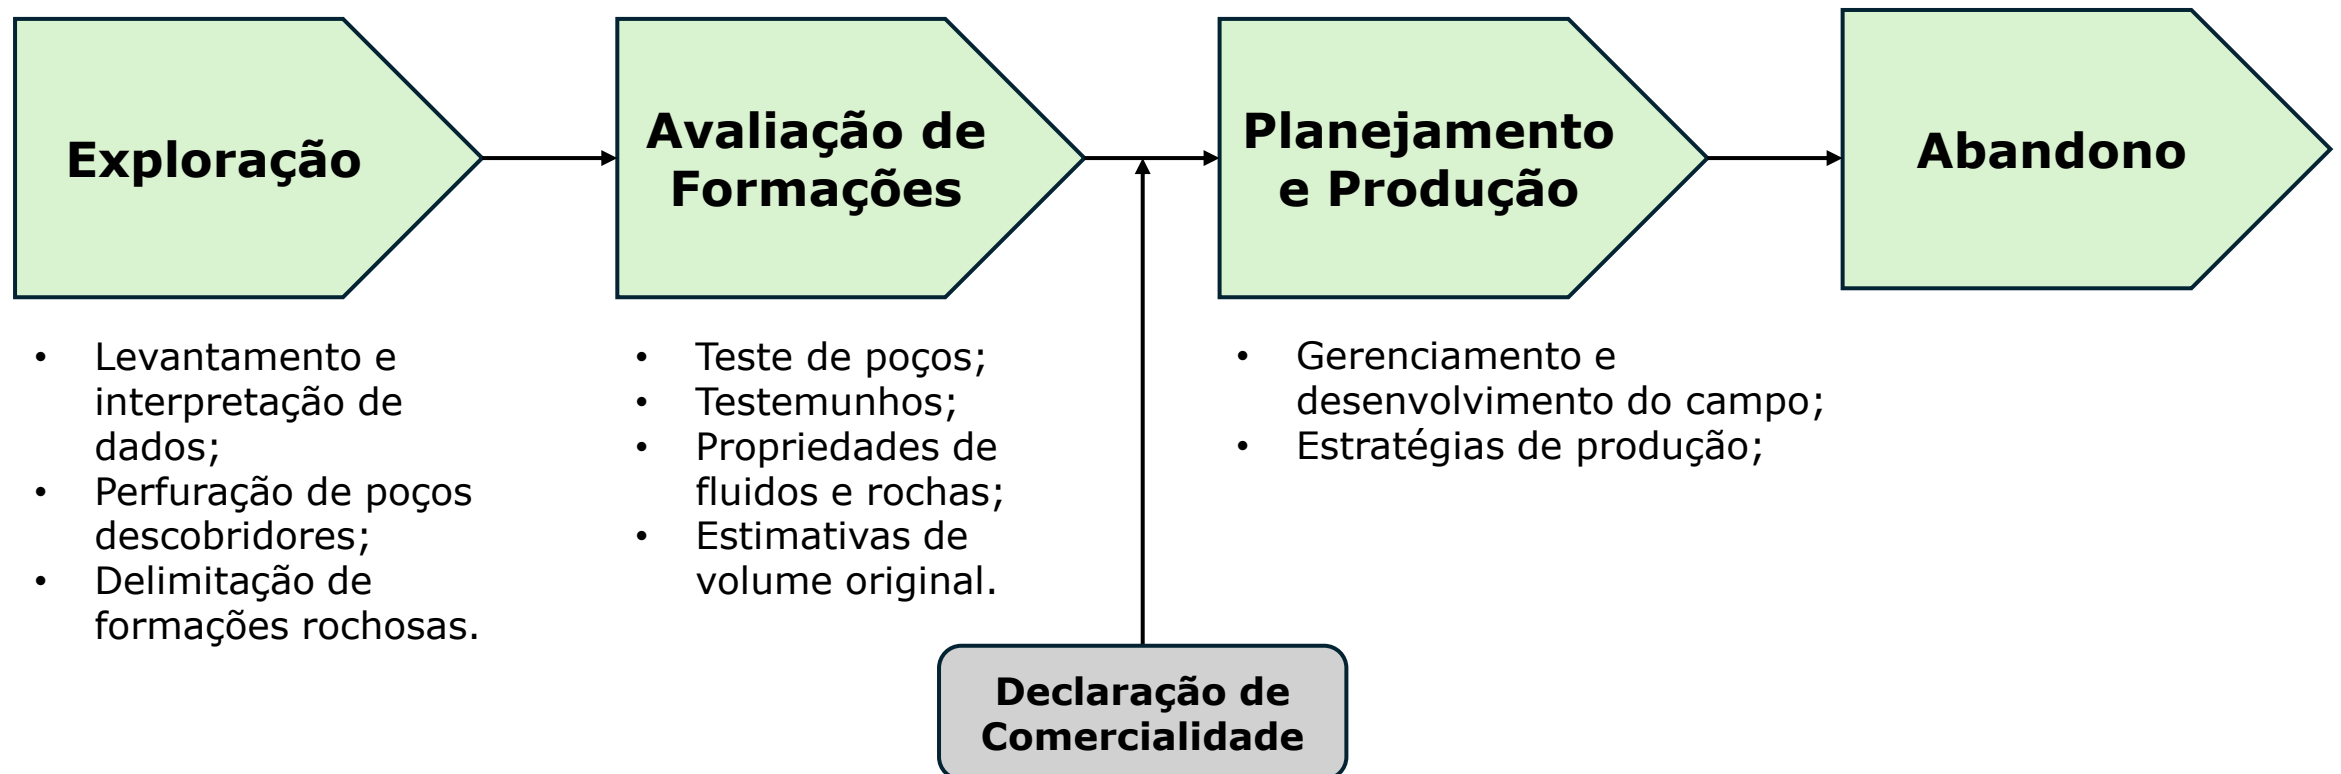 Exploração
Avaliação de
Formações
Planejamento
e Produção
Abandono
• Levantamento e
interpretação de
dados;
• Perfuração de poços
descobridores;
• Delimitação de
formações rochosas.
• Teste de poços;
• Testemunhos;
• Propriedades de
fluidos e rochas;
• Estimativas de
volume original.
• Gerenciamento e
desenvolvimento do campo;
• Estratégias de produção;
Declaração de
Comercialidade